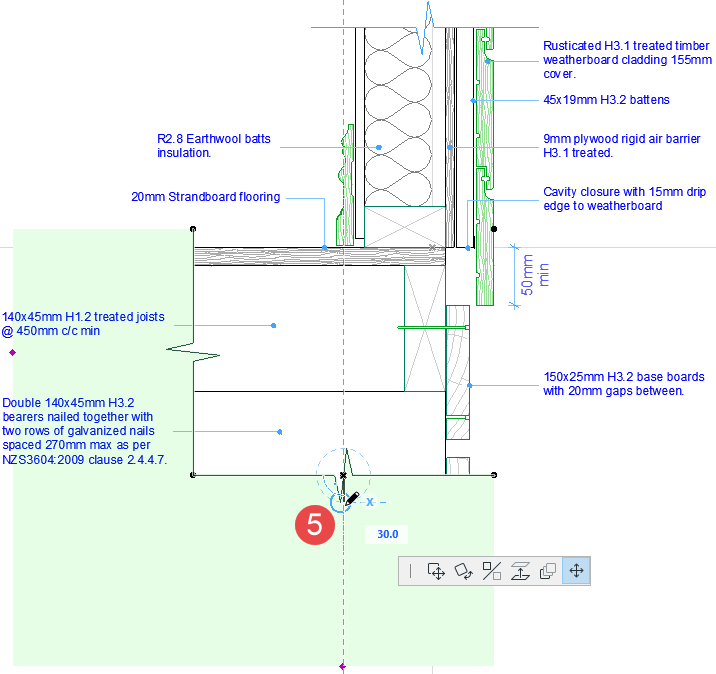 Rusticated H3.1 treated timber
weatherboard cladding 155mm
cover.
45x19mm H3.2 battens
R2.8 Earthwool batts
insulation.
9mm plywood rigid air barrier
H3.1 treated.
20mm Strandboard flooring
Cavity closure with 15mm drip
edge to weatherboard
50mm
min
140x45mm H1.2 treated joists
@ 450mm c/c min
150x25mm H3.2 base boards
with 20mm gaps between.
Double 140x45mm H3.2
bearers nailed together with
two rows of galvanized nails
spaced 270mm max as per
NZS3604:2009 clause 2.4.4.7.
x
5
30.0